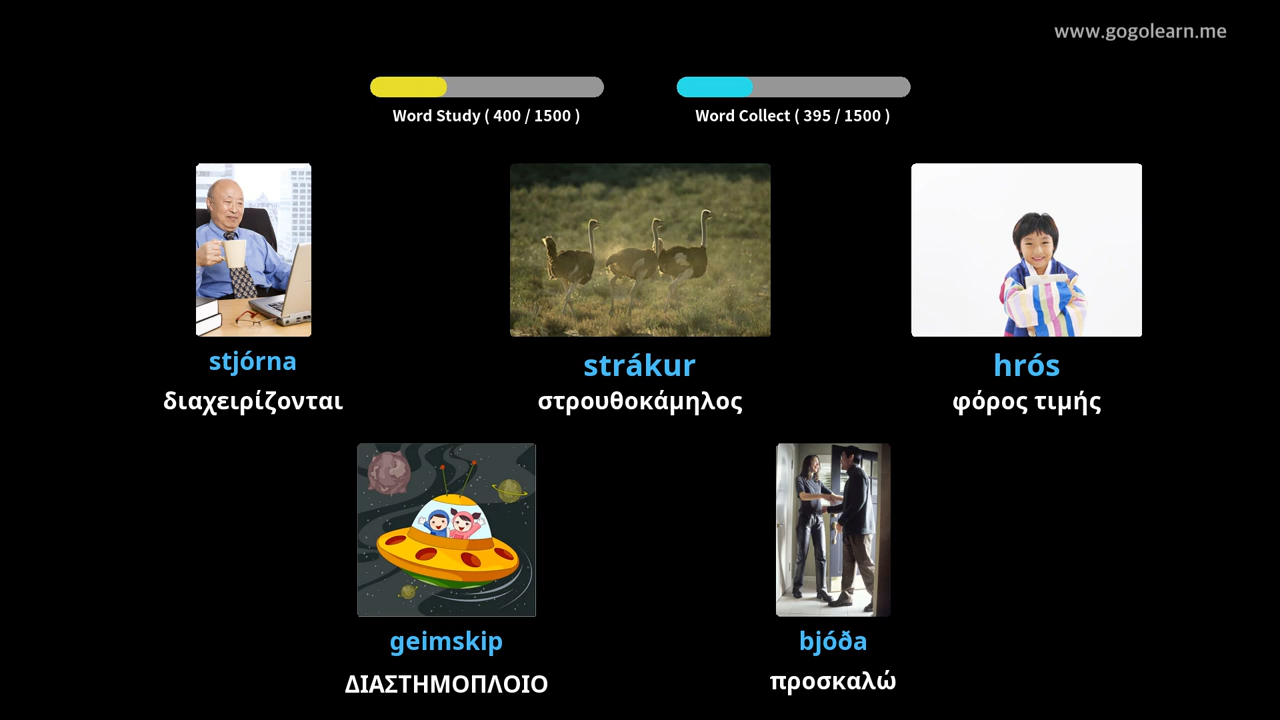 www.gogolearn.me
Word Study ( 400 / 1500 )
Word Collect ( 395 / 1500 )
stjórna
διαχειρίζονται
strákur
στρουθοκάμηλος
hrós
φόρος τιμής
geimskip
ΔΙΑΣΤΗΜΟΠΛΟΙΟ
bjóða
προσκαλώ